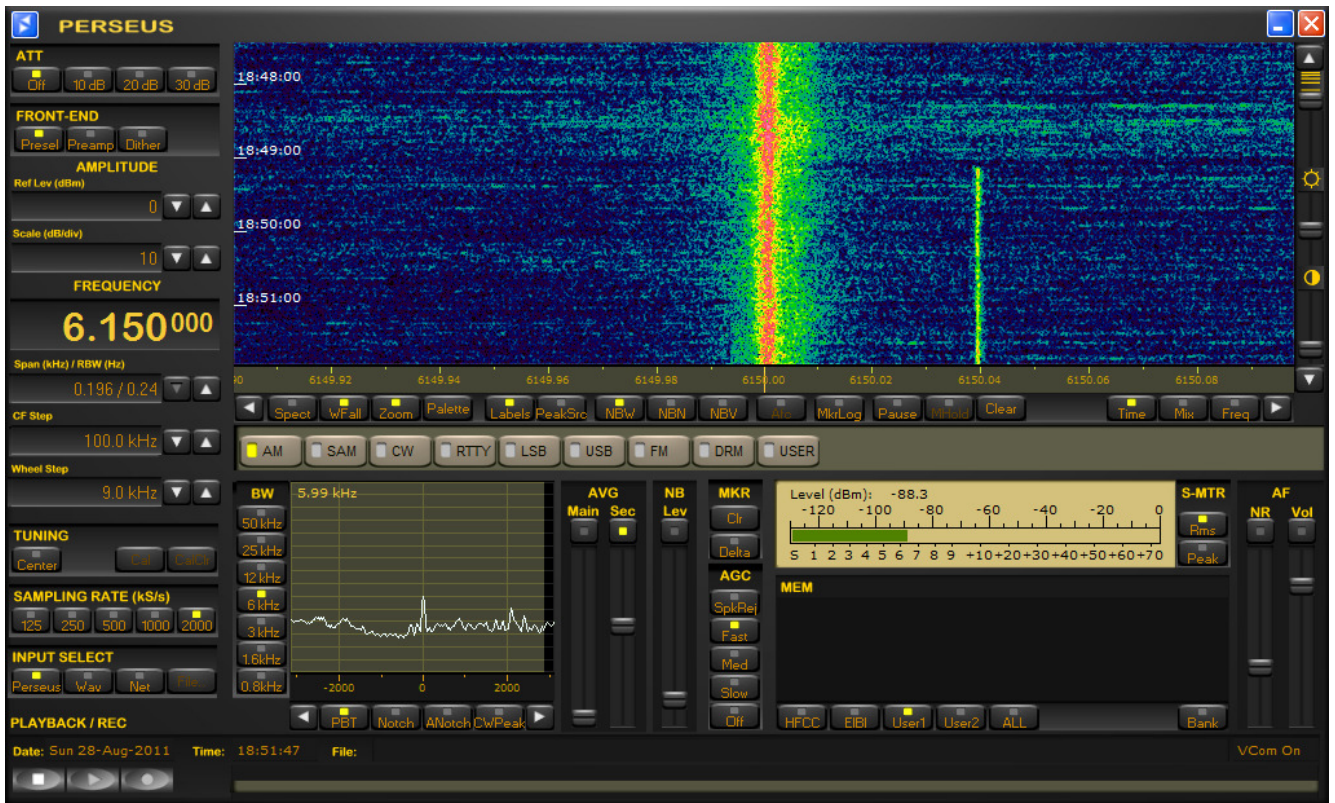 PERSEUS
ATT
Off 10 dB 20 dB 30 dB
FRONT-END
Presel Preamp Dither
AMPLITUDE
Ref Lev (dBm)
0
Scale (dB/div)
10
FREQUENCY
6.150000
Span (kHz) / RBW (Hz)
0.196 / 0.24
CF Step
100.0 kHz
Wheel Step
9.0 kHz
TUNING
Center Cal CalClr
SAMPLING RATE (kS/s)
125 250 500 1000 2000
INPUT SELECT
Perseus Wav Net File..
PLAYBACK / REC
18:48:00
18:49:00
18:50:00
18:51:00
90 6149.92 6149.94 6149.96 6149.98 6150.00 6150.02 6150.04 6150.06 6150.08
Spect WFall Zoom Palette Labels PeakSrc NBW NBN NBV Afc MkrLog Pause MHold Clear Time Mix Freq
AM SAM CW RTTY LSB USB FM DRM USER
BW
50 kHz
25 kHz
12 kHz
6 kHz
3 kHz
1.6kHz
0.8kHz
5.99 kHz
-2000 0 2000
PBT Notch ANotch CWPeak
AVG
Main Sec
NB
Lev
MKR
Clr
Delta
AGC
SpkRej
Fast
Med
Slow
Off
Level (dBm): -88.3
-120 -100 -80 -60 -40 -20 0
S 1 2 3 4 5 6 7 8 9 +10+20+30+40+50+60+70
S-MTR
Rms
Peak
AF
NR Vol
MEM
HFCC EIBI User1 User2 ALL Bank
Date: Sun 28-Aug-2011 Time: 18:51:47 File: VCom On